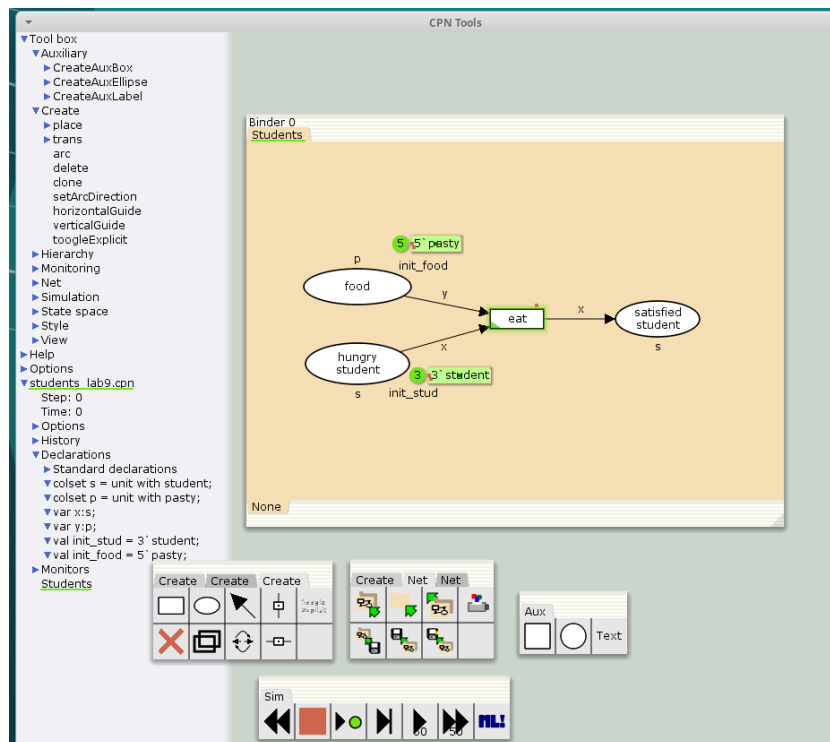 CPN Tools
Tool box
Auxiliary
CreateAuxBox
CreateAuxEllipse
CreateAuxLabel
Create
place
trans
arc
delete
clone
setArcDirection
horizontalGuide
verticalGuide
toogleExplicit
Hierarchy
Monitoring
Net
Simulation
State space
Style
View
Help
Options
students_lab9.cpn
Step: 0
Time: 0
Options
History
Declarations
Standard declarations
colset s = unit with student;
colset p = unit with pasty;
var x:s;
var y:p;
val init_stud = 3`student;
val init_food = 5`pasty;
Monitors
Students
Binder 0
Students
5 5`pasty
p
init_food
food
y
eat
x
satisfied
student
s
x
hungry
student
3 3`student
s
init_stud
None
Create Create Create
Create Net Net
Aux
Text
Sim
50
ML!